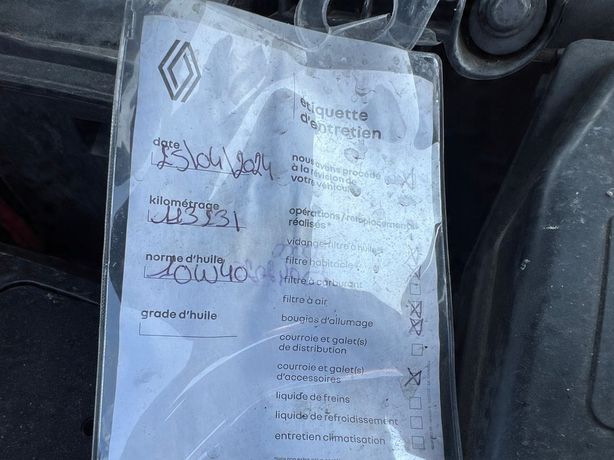 étiquette
d'entretien
date
25/04/2024
nous avons procédé
à la révision de
votre véhicule
kilométrage
opérations/remplacements
réalisés*
vidange filtre à huile
norme d'huile
10W40
filtre habitacle
filtre à carburant
grade d'huile
filtre à air
bougies d'allumage
courroie et galet(s)
de distribution
courroie et galet(s)
d'accessoires
liquide de freins
liquide de refroidissement
entretien climatisation